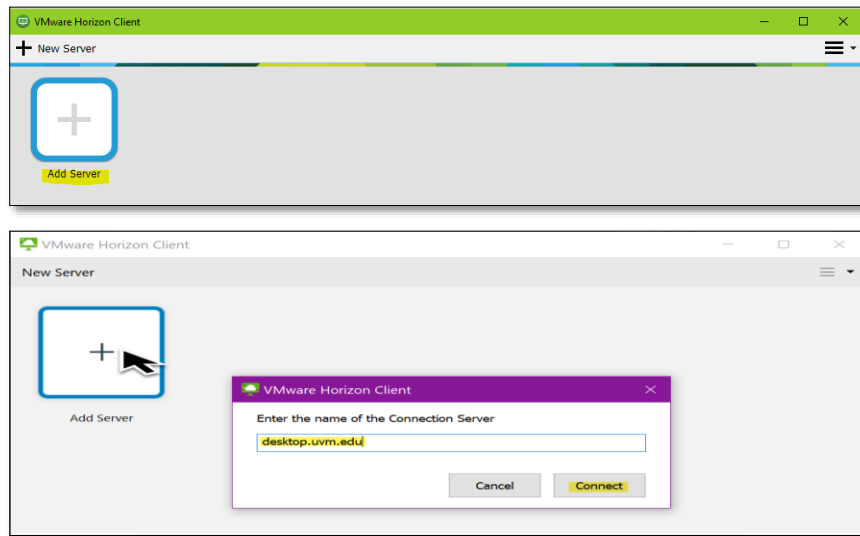 VMware Horizon Client
New Server
Add Server
VMware Horizon Client
New Server
Add Server
VMware Horizon Client
Enter the name of the Connection Server
desktop.uvm.edu
Cancel Connect